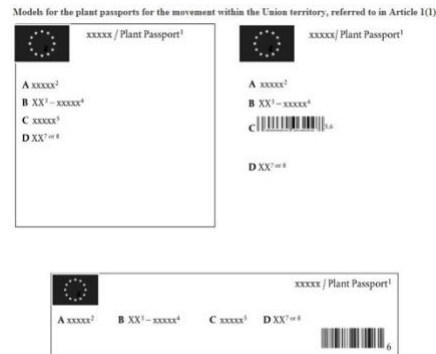 Models for the plant passports for the movement within the Union territory, referred to in Article 1(1)
xxxxx / Plant Passport¹
A xxxxx²
B XX³ – xxxxx⁴
C xxxxx⁵
D XX⁷ ᵒʳ ⁸
xxxxx/ Plant Passport¹
A xxxxx²
B XX³ – xxxxx⁴
C 5,6
D XX⁷ ᵒʳ ⁸
xxxxx / Plant Passport¹
A xxxxx² B XX³ – xxxxx⁴ C xxxxx⁵ D XX⁷ ᵒʳ ⁸
6